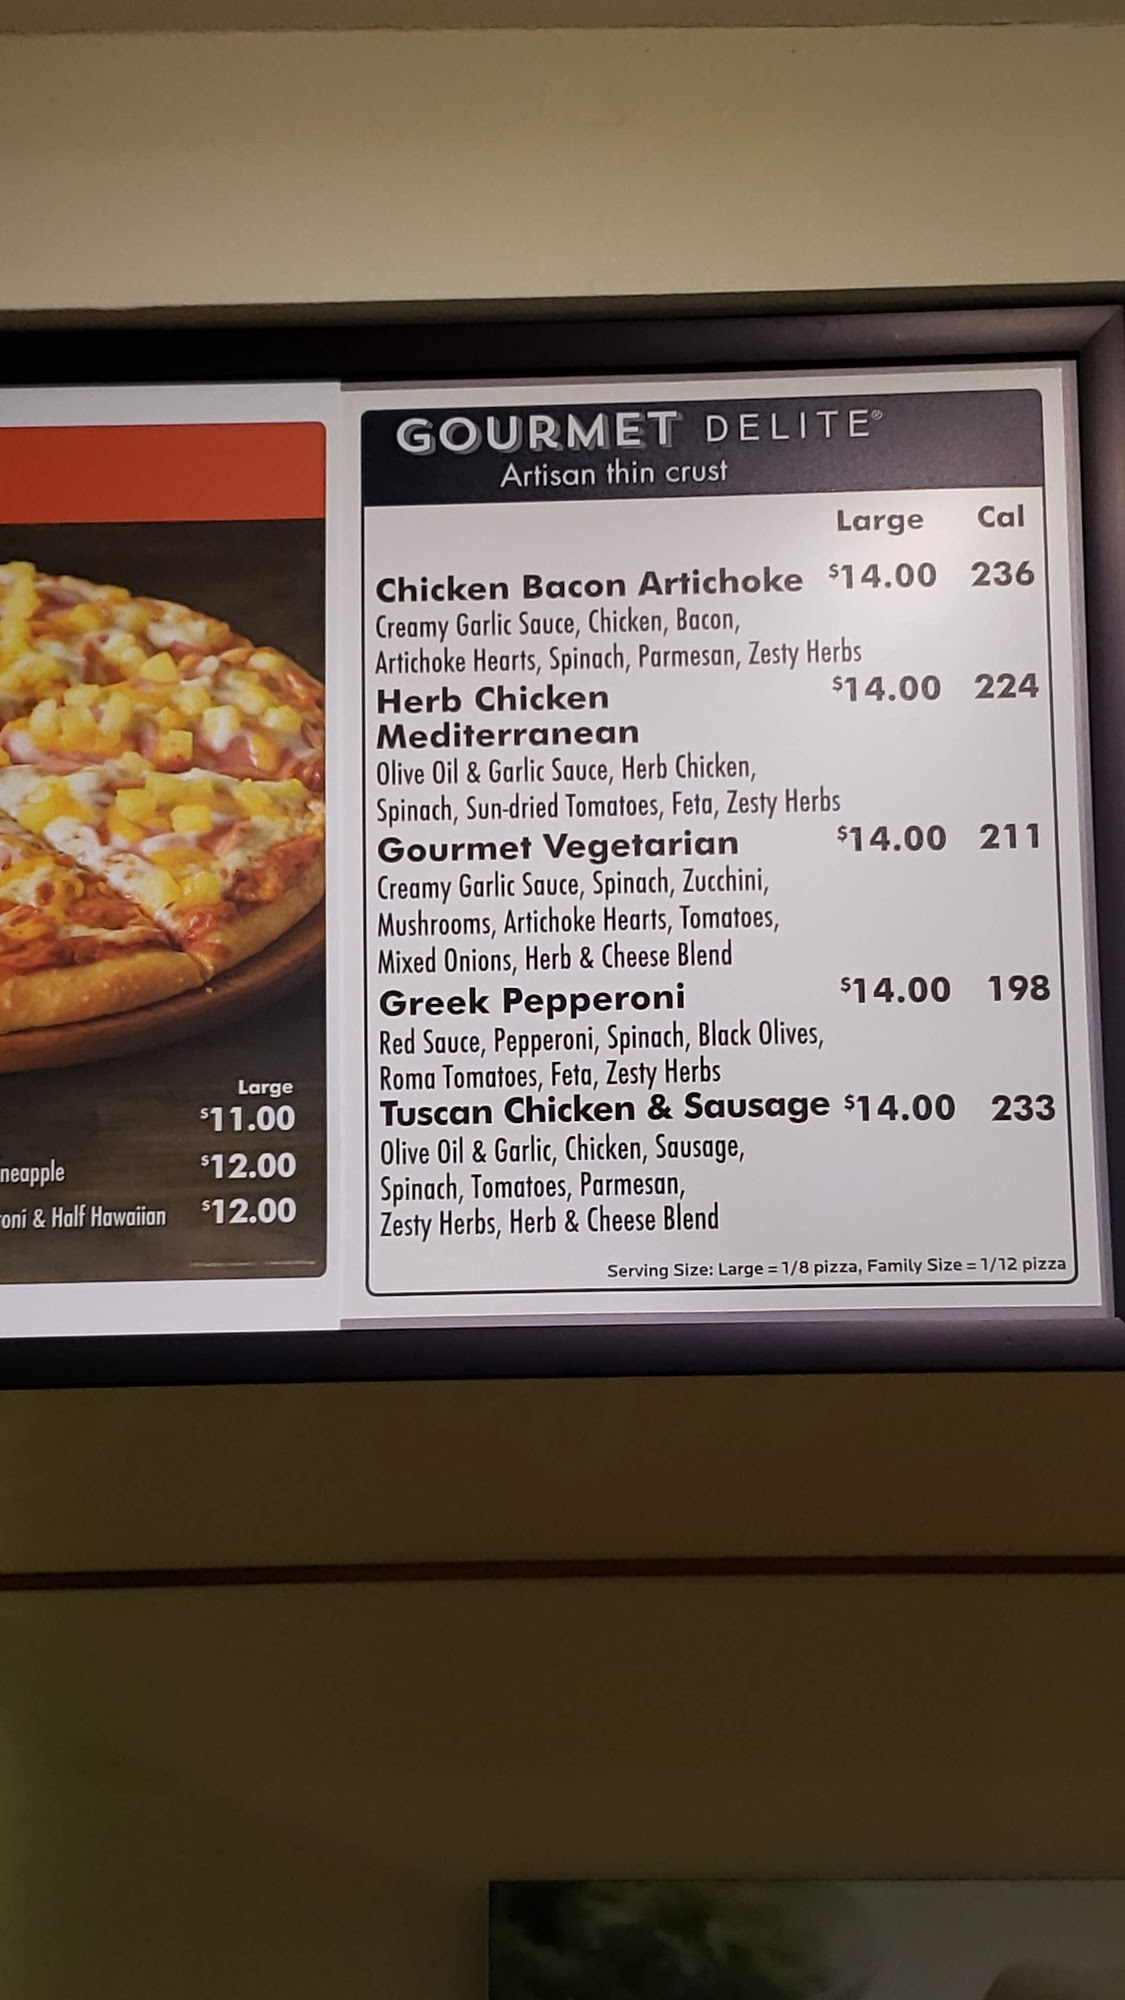 Large
$11.00
neapple $12.00
oni & Half Hawaiian $12.00
GOURMET DELITE®
Artisan thin crust
Large Cal
Chicken Bacon Artichoke $14.00 236
Creamy Garlic Sauce, Chicken, Bacon,
Artichoke Hearts, Spinach, Parmesan, Zesty Herbs
Herb Chicken $14.00 224
Mediterranean
Olive Oil & Garlic Sauce, Herb Chicken,
Spinach, Sun-dried Tomatoes, Feta, Zesty Herbs
Gourmet Vegetarian $14.00 211
Creamy Garlic Sauce, Spinach, Zucchini,
Mushrooms, Artichoke Hearts, Tomatoes,
Mixed Onions, Herb & Cheese Blend
Greek Pepperoni $14.00 198
Red Sauce, Pepperoni, Spinach, Black Olives,
Roma Tomatoes, Feta, Zesty Herbs
Tuscan Chicken & Sausage $14.00 233
Olive Oil & Garlic, Chicken, Sausage,
Spinach, Tomatoes, Parmesan,
Zesty Herbs, Herb & Cheese Blend
Serving Size: Large = 1/8 pizza, Family Size = 1/12 pizza